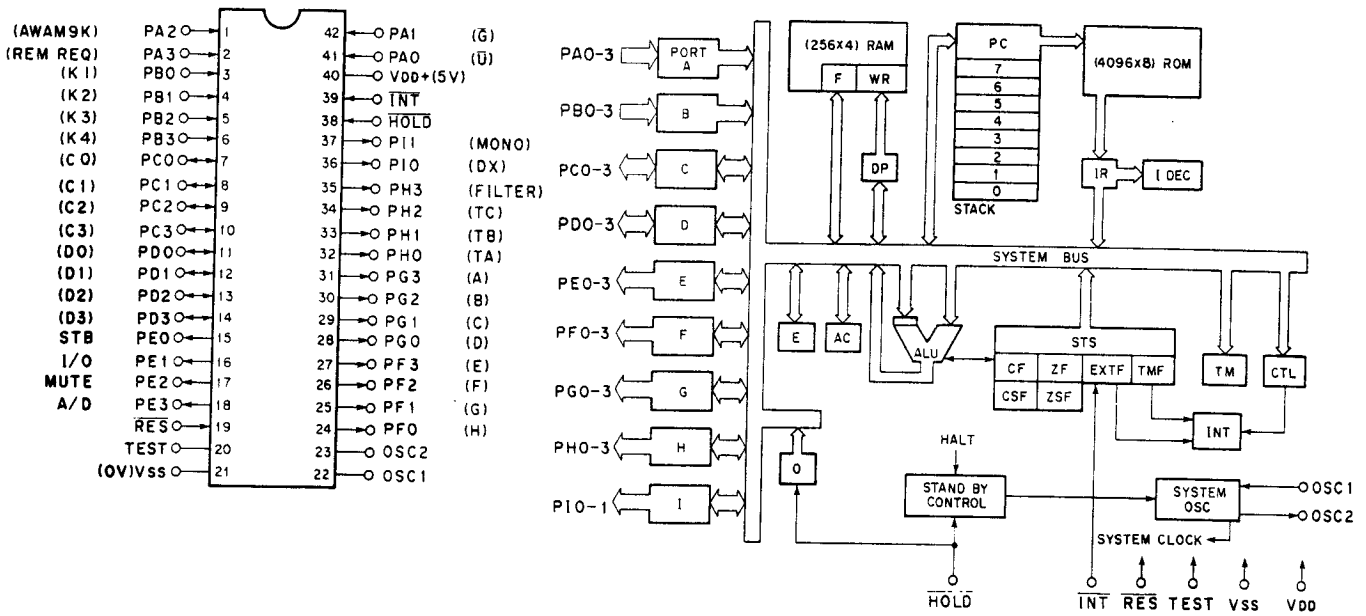 (AWAM9K) PA2 1 42 PA1 (G̅)
(REM REQ) PA3 2 41 PA0 (U̅)
(K1) PB0 3 40 VDD+(5V)
(K2) PB1 4 39 I̅N̅T̅
(K3) PB2 5 38 H̅O̅L̅D̅
(K4) PB3 6 37 PI1 (MONO)
(C0) PC0 7 36 PI0 (DX)
(C1) PC1 8 35 PH3 (FILTER)
(C2) PC2 9 34 PH2 (TC)
(C3) PC3 10 33 PH1 (TB)
(D0) PD0 11 32 PH0 (TA)
(D1) PD1 12 31 PG3 (A)
(D2) PD2 13 30 PG2 (B)
(D3) PD3 14 29 PG1 (C)
STB PE0 15 28 PG0 (D)
I/O PE1 16 27 PF3 (E)
MUTE PE2 17 26 PF2 (F)
A/D PE3 18 25 PF1 (G)
R̅E̅S̅ 19 24 PF0 (H)
TEST 20 23 OSC2
(0V)VSS 21 22 OSC1
PA0-3 PORT A
PB0-3 B
PC0-3 C
PD0-3 D
PE0-3 E
PF0-3 F
PG0-3 G
PH0-3 H
PI0-1 I
(256X4) RAM
F WR
DP
PC
7
6
5
4
3
2
1
0
STACK
(4096X8) ROM
IR I DEC
SYSTEM BUS
E AC ALU
STS
CF ZF EXTF TMF
CSF ZSF
TM CTL
INT
0
HALT
STAND BY
CONTROL
SYSTEM
OSC
OSC1
OSC2
SYSTEM CLOCK
H̅O̅L̅D̅ I̅N̅T̅ R̅E̅S̅ TEST VSS VDD